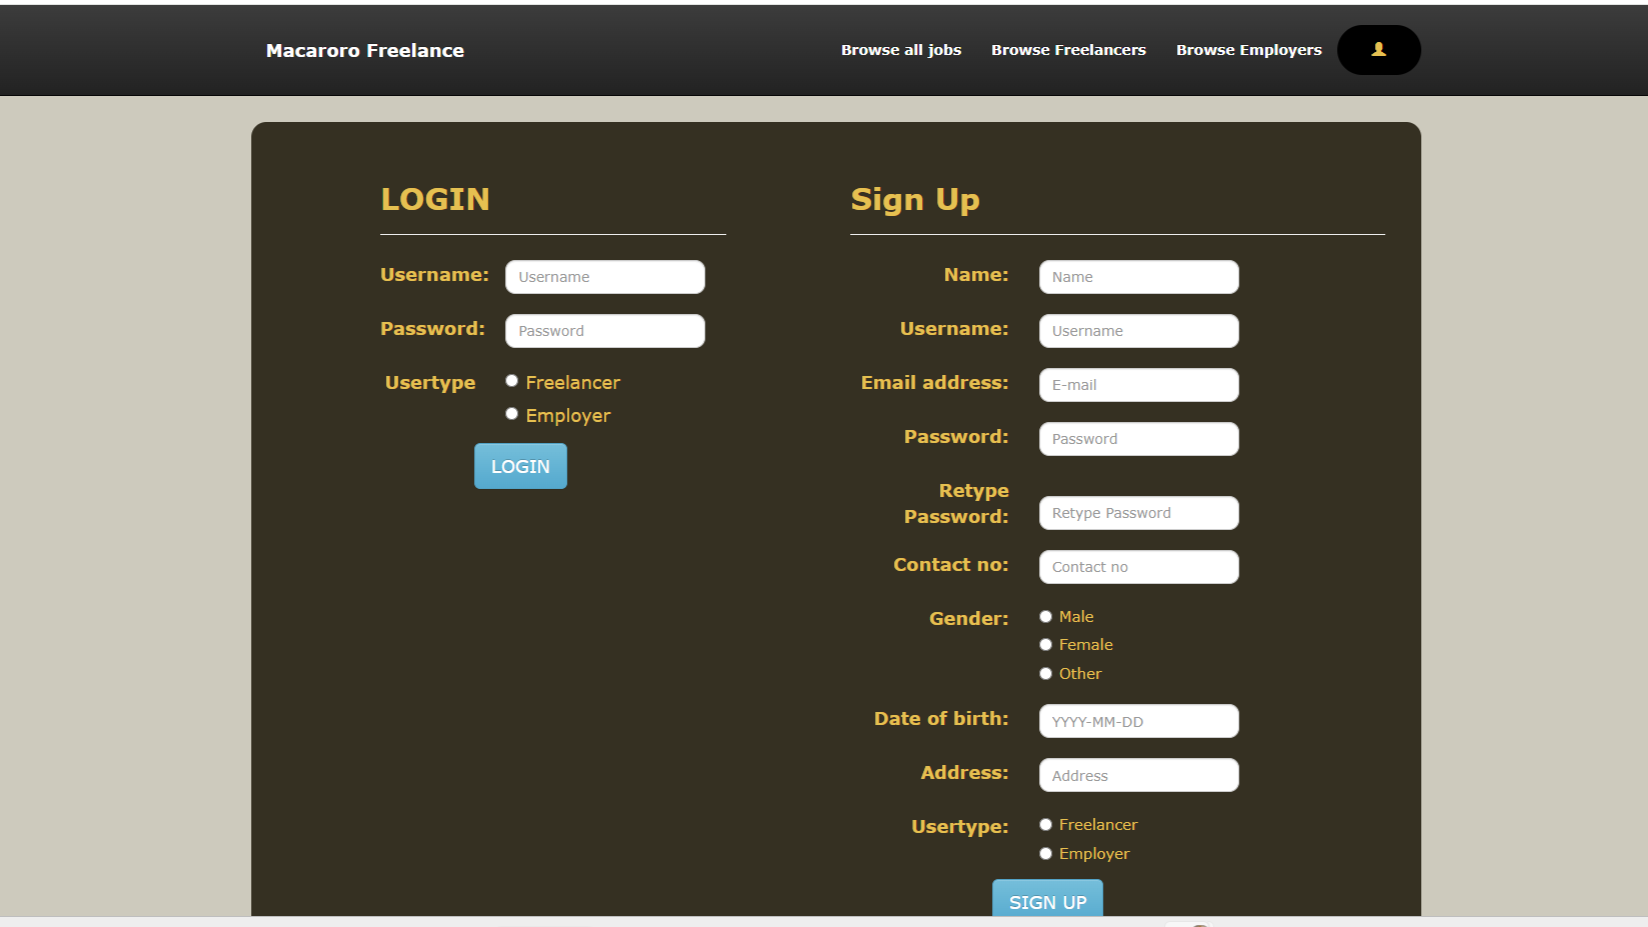 Macaroro Freelance
Browse all jobs
Browse Freelancers
Browse Employers
LOGIN
Username:
Username
Password:
Password
Usertype
Freelancer
Employer
LOGIN
Sign Up
Name:
Name
Username:
Username
Email address:
E-mail
Password:
Password
Retype
Password:
Retype Password
Contact no:
Contact no
Gender:
Male
Female
Other
Date of birth:
YYYY-MM-DD
Address:
Address
Usertype:
Freelancer
Employer
SIGN UP